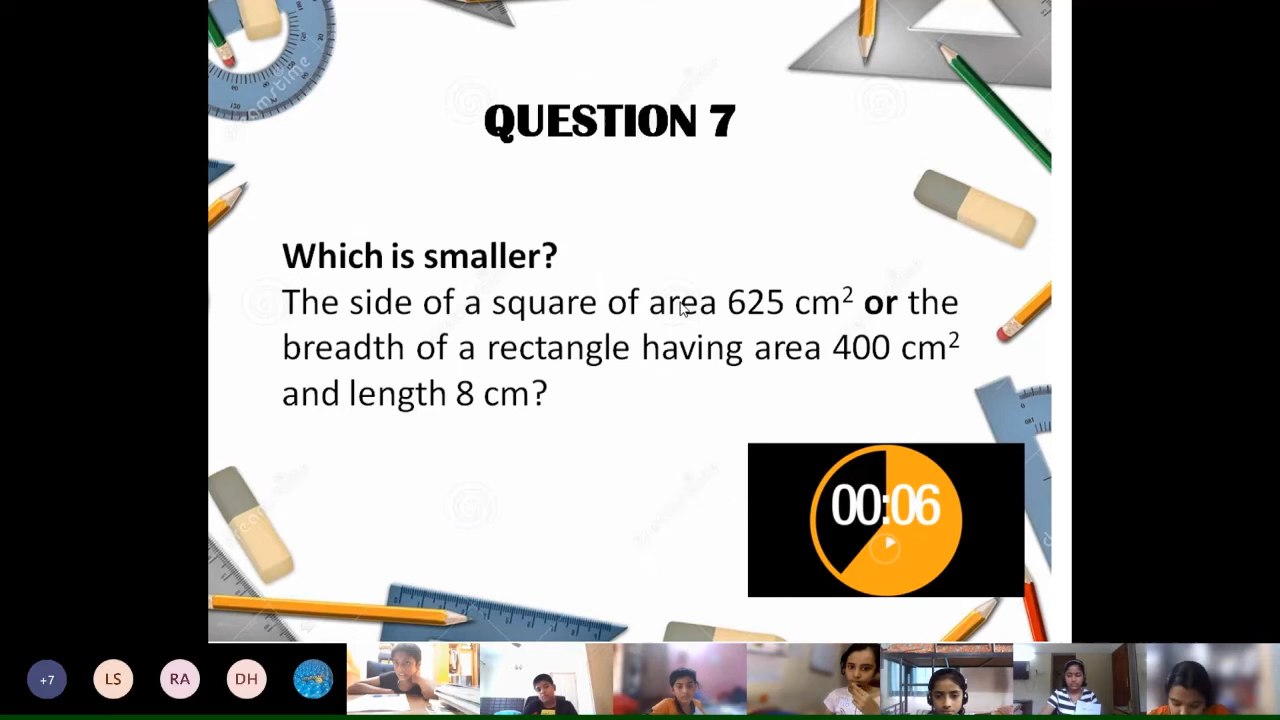 QUESTION 7
Which is smaller?
The side of a square of area 625 cm² or the
breadth of a rectangle having area 400 cm²
and length 8 cm?
00:06
+7
LS
RA
DH